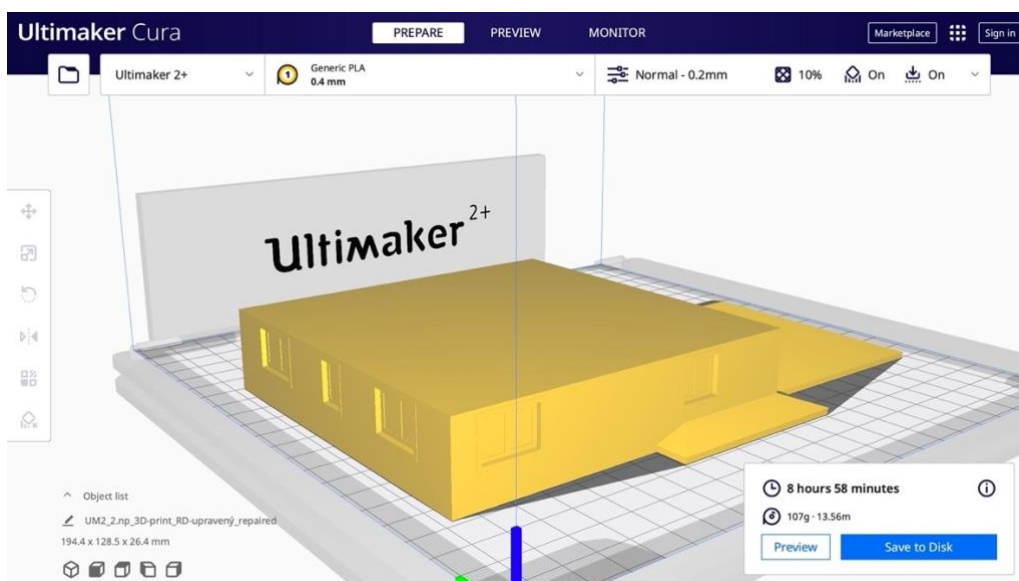 Ultimaker Cura
PREPARE
PREVIEW
MONITOR
Marketplace
Sign in
Ultimaker 2+
1
Generic PLA
0.4 mm
Normal - 0.2mm
10%
On
On
Ultimaker 2+
Object list
UM2_2.np_3D-print_RD-upravený_repaired
194.4 x 128.5 x 26.4 mm
8 hours 58 minutes
107g · 13.56m
Preview
Save to Disk